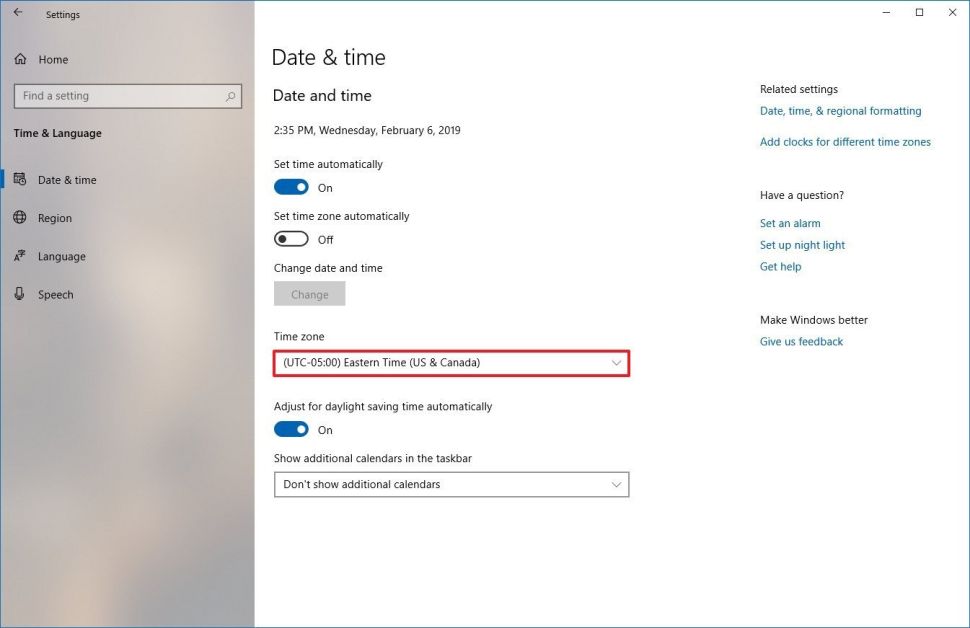 Settings
Home
Find a setting
Time & Language
Date & time
Region
Language
Speech
Date & time
Date and time
2:35 PM, Wednesday, February 6, 2019
Set time automatically
On
Set time zone automatically
Off
Change date and time
Change
Time zone
(UTC-05:00) Eastern Time (US & Canada)
Adjust for daylight saving time automatically
On
Show additional calendars in the taskbar
Don't show additional calendars
Related settings
Date, time, & regional formatting
Add clocks for different time zones
Have a question?
Set an alarm
Set up night light
Get help
Make Windows better
Give us feedback